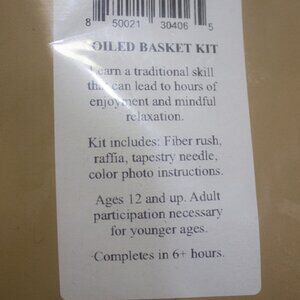 8 50021 30406 5
OILED BASKET KIT
Learn a traditional skill
that can lead to hours of
enjoyment and mindful
relaxation.
Kit includes: Fiber rush,
raffia, tapestry needle,
color photo instructions.
Ages 12 and up. Adult
participation necessary
for younger ages.
Completes in 6+ hours.